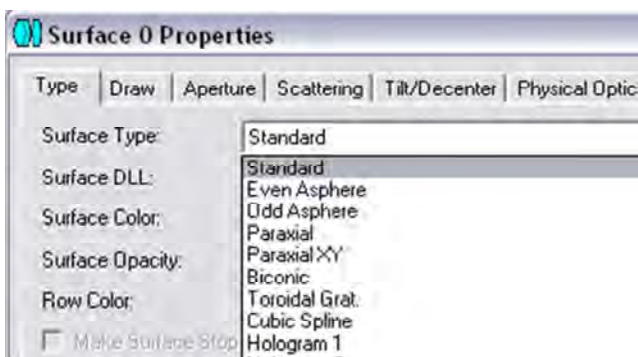 Surface 0 Properties
Type Draw Aperture Scattering Tilt/Decenter Physical Optic
Surface Type: Standard
Surface DLL: Standard
Even Asphere
Surface Color: Odd Asphere
Paraxial
Surface Opacity: Paraxial XY
Biconic
Row Color: Toroidal Grat.
Cubic Spline
Make Surface Stop Hologram 1